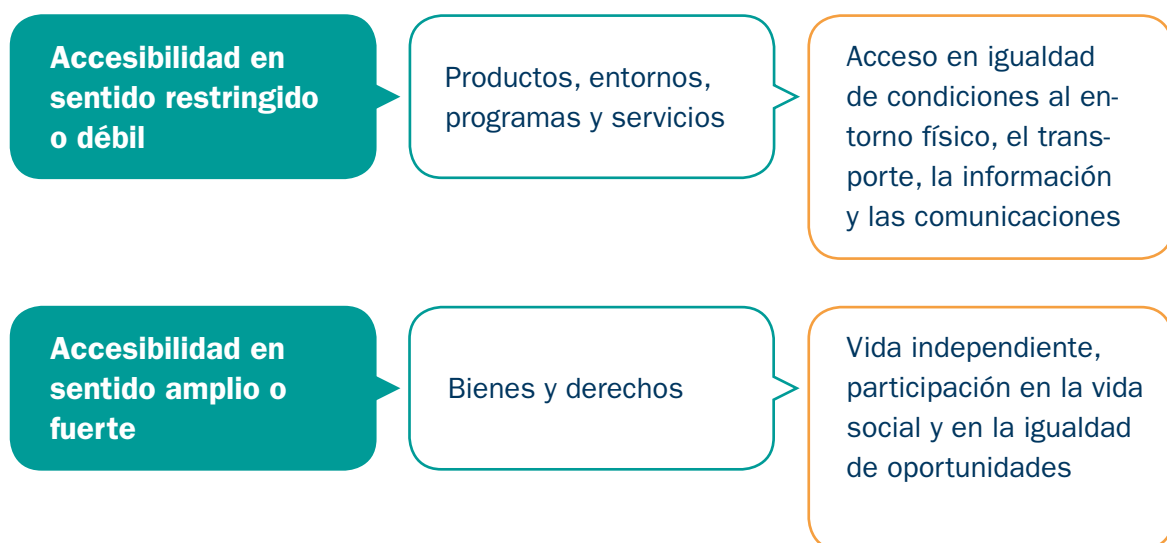 Accesibilidad en
sentido restringido
o débil
Productos, entornos,
programas y servicios
Acceso en igualdad
de condiciones al en-
torno físico, el trans-
porte, la información
y las comunicaciones
Accesibilidad en
sentido amplio o
fuerte
Bienes y derechos
Vida independiente,
participación en la vida
social y en la igualdad
de oportunidades